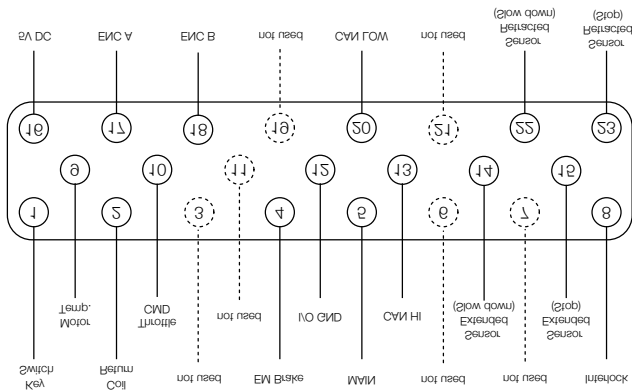 Key
Switch
Coil
Return
not used
EM Brake
MAIN
not used
not used
Interlock
Motor
Temp.
Throttle
CMD
not used
I/O GND
CAN HI
Sensor
Extended
(Slow down)
Sensor
Extended
(Stop)
1
2
3
4
5
6
7
8
9
10
11
12
13
14
15
16
17
18
19
20
21
22
23
5V DC
ENC A
ENC B
not used
CAN LOW
not used
Sensor
Retracted
(Slow down)
Sensor
Retracted
(Stop)